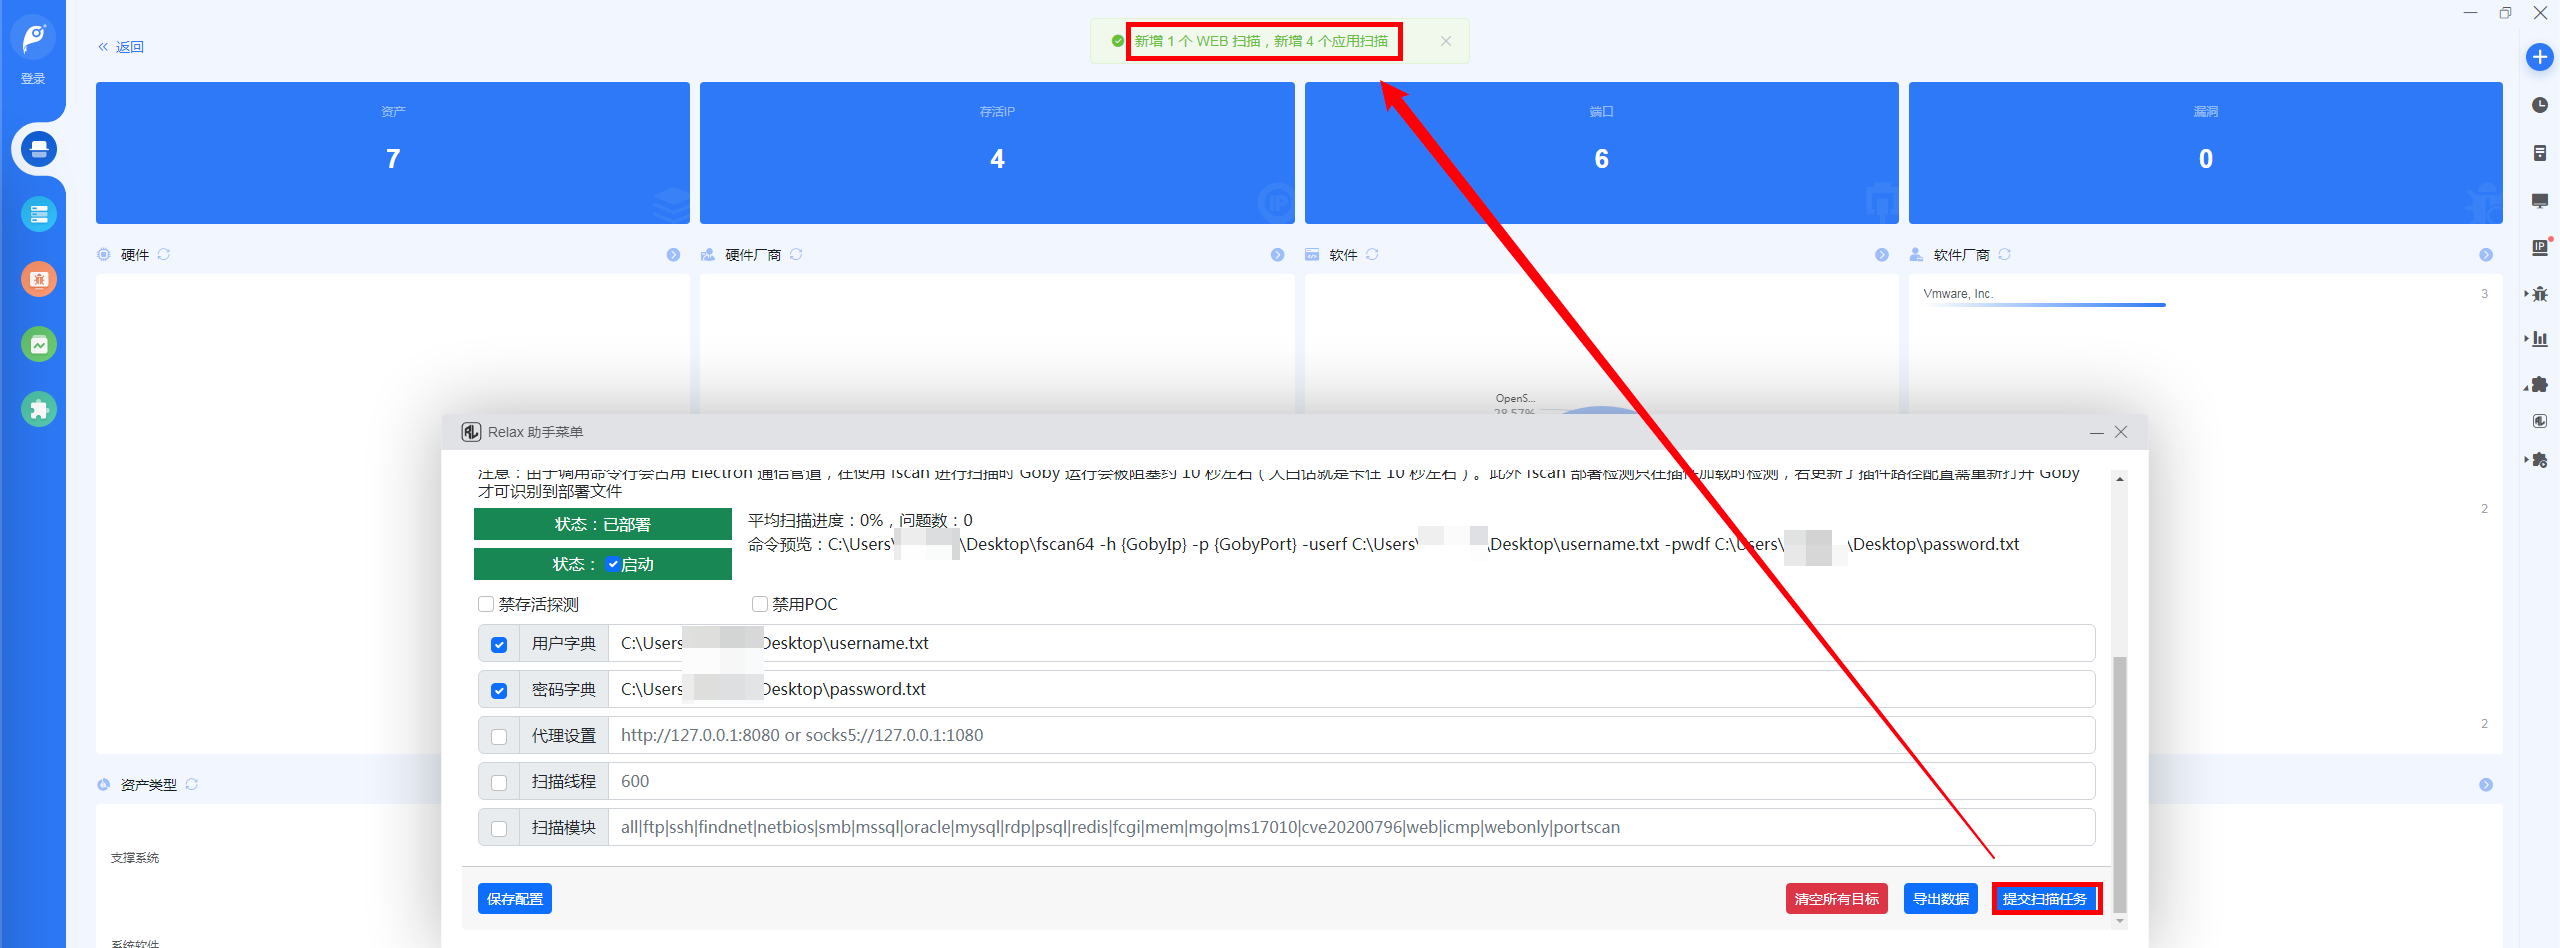 登录
返回
新增 1 个 WEB 扫描，新增 4 个应用扫描
资产
7
存活IP
4
端口
6
漏洞
0
硬件
硬件厂商
软件
软件厂商
Vmware, Inc.
3
OpenS...
28.57%
2
2
Relax 助手菜单
注意：由于调用命令行会占用 Electron 通信管道，在使用 fscan 进行扫描时 Goby 运行会被阻塞约 10 秒左右（大白话就是卡住 10 秒左右）。此外 fscan 部署检测只在插件加载时检测，若更新了插件路径配置需重新打开 Goby
才可识别到部署文件
状态：已部署
平均扫描进度：0%，问题数：0
命令预览：C:\Users\ \Desktop\fscan64 -h {GobyIp} -p {GobyPort} -userf C:\Users\ \Desktop\username.txt -pwdf C:\Users\ \Desktop\password.txt
状态： 启动
禁存活探测
禁用POC
用户字典
C:\Users Desktop\username.txt
密码字典
C:\Users Desktop\password.txt
代理设置
http://127.0.0.1:8080 or socks5://127.0.0.1:1080
扫描线程
600
扫描模块
all|ftp|ssh|findnet|netbios|smb|mssql|oracle|mysql|rdp|psql|redis|fcgi|mem|mgo|ms17010|cve20200796|web|icmp|webonly|portscan
保存配置
清空所有目标
导出数据
提交扫描任务
资产类型
支撑系统
系统软件
IP